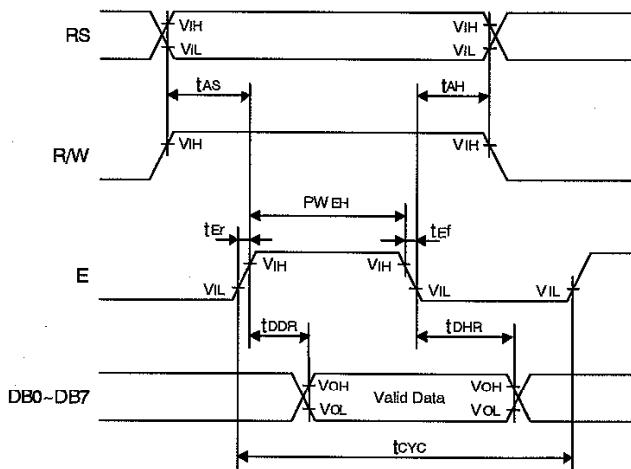 RS
VIH
VIL
VIH
VIL
tAS
tAH
R/W
VIH
VIH
PWEH
tEr
tEf
E
VIH
VIH
VIL
VIL
VIL
tDDR
tDHR
DB0~DB7
VOH
VOL
Valid Data
VOH
VOL
tCYC